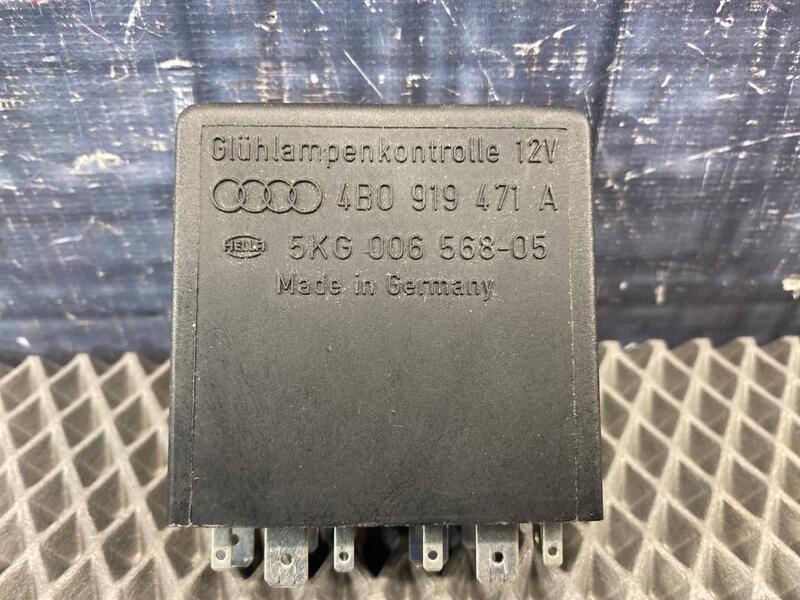 Glühlampenkontrolle 12V
4B0 919 471 A
HELLA 5KG 006 568-05
Made in Germany